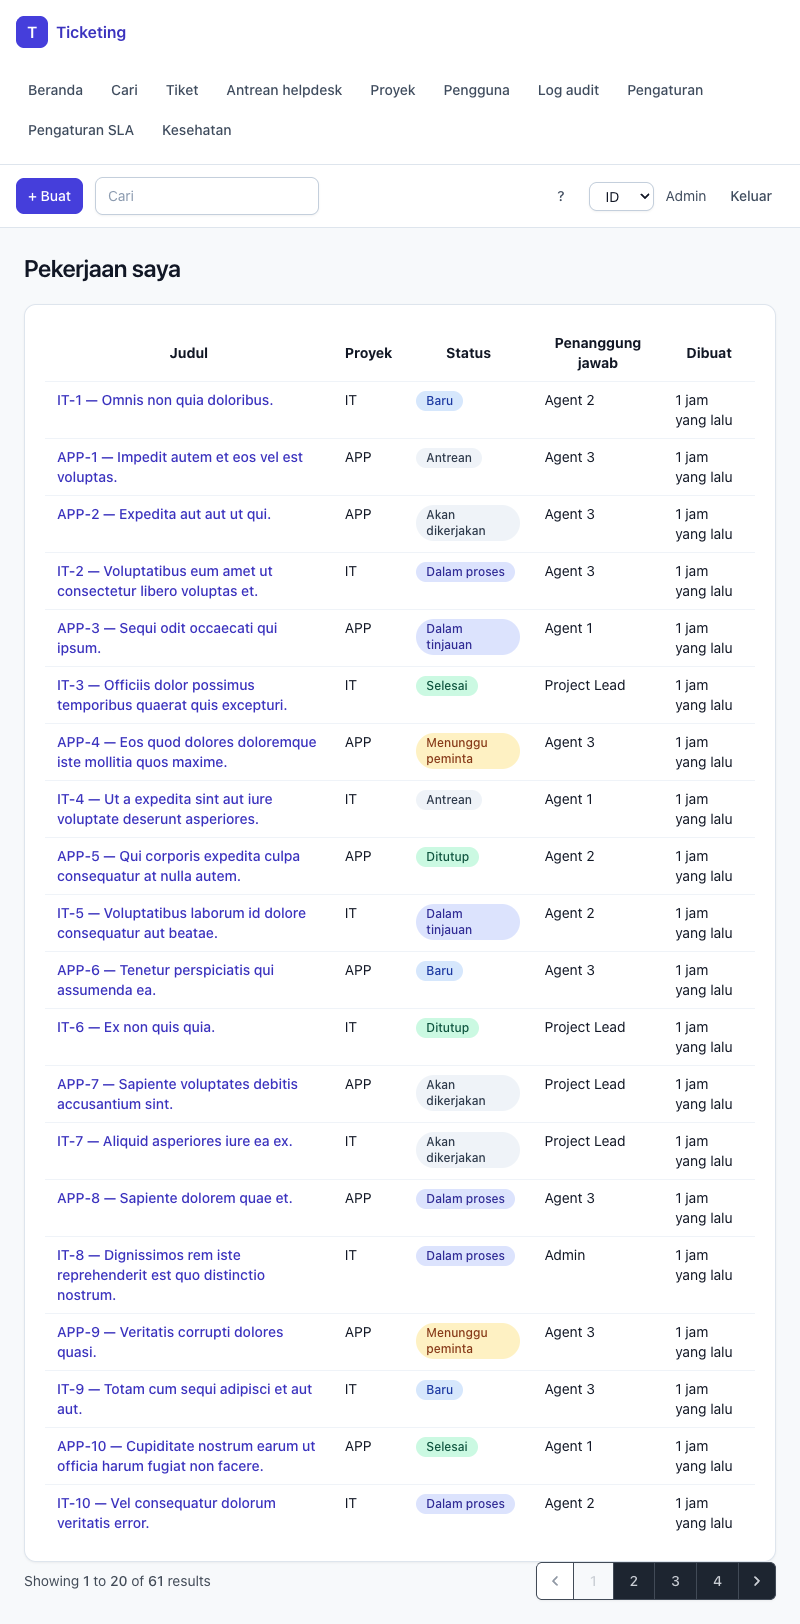 T Ticketing
Beranda Cari Tiket Antrean helpdesk Proyek Pengguna Log audit Pengaturan
Pengaturan SLA Kesehatan
+ Buat Cari ? ID Admin Keluar
Pekerjaan saya
Judul Proyek Status Penanggung jawab Dibuat
IT-1 — Omnis non quia doloribus. IT Baru Agent 2 1 jam
yang lalu
APP-1 — Impedit autem et eos vel est APP Antrean Agent 3 1 jam
voluptas. yang lalu
APP-2 — Expedita aut aut ut qui. APP Akan Agent 3 1 jam
dikerjakan yang lalu
IT-2 — Voluptatibus eum amet ut IT Dalam proses Agent 3 1 jam
consectetur libero voluptas et. yang lalu
APP-3 — Sequi odit occaecati qui APP Dalam Agent 1 1 jam
ipsum. tinjauan yang lalu
IT-3 — Officiis dolor possimus IT Selesai Project Lead 1 jam
temporibus quaerat quis excepturi. yang lalu
APP-4 — Eos quod dolores doloremque APP Menunggu Agent 3 1 jam
iste mollitia quos maxime. peminta yang lalu
IT-4 — Ut a expedita sint aut iure IT Antrean Agent 1 1 jam
voluptate deserunt asperiores. yang lalu
APP-5 — Qui corporis expedita culpa APP Ditutup Agent 2 1 jam
consequatur at nulla autem. yang lalu
IT-5 — Voluptatibus laborum id dolore IT Dalam Agent 2 1 jam
consequatur aut beatae. tinjauan yang lalu
APP-6 — Tenetur perspiciatis qui APP Baru Agent 3 1 jam
assumenda ea. yang lalu
IT-6 — Ex non quis quia. IT Ditutup Project Lead 1 jam
yang lalu
APP-7 — Sapiente voluptates debitis APP Akan Project Lead 1 jam
accusantium sint. dikerjakan yang lalu
IT-7 — Aliquid asperiores iure ea ex. IT Akan Project Lead 1 jam
dikerjakan yang lalu
APP-8 — Sapiente dolorem quae et. APP Dalam proses Agent 3 1 jam
yang lalu
IT-8 — Dignissimos rem iste IT Dalam proses Admin 1 jam
reprehenderit est quo distinctio yang lalu
nostrum.
APP-9 — Veritatis corrupti dolores APP Menunggu Agent 3 1 jam
quasi. peminta yang lalu
IT-9 — Totam cum sequi adipisci et aut IT Baru Agent 3 1 jam
aut. yang lalu
APP-10 — Cupiditate nostrum earum ut APP Selesai Agent 1 1 jam
officia harum fugiat non facere. yang lalu
IT-10 — Vel consequatur dolorum IT Dalam proses Agent 2 1 jam
veritatis error. yang lalu
Showing 1 to 20 of 61 results 1 2 3 4